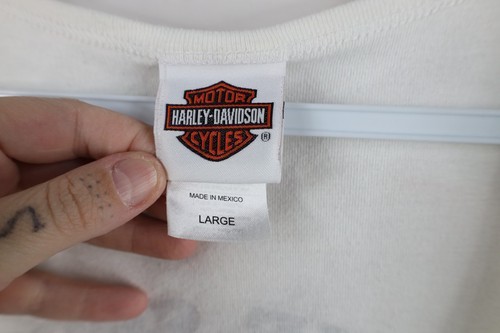 MOTOR
HARLEY-DAVIDSON
CYCLES
®
MADE IN MEXICO
LARGE